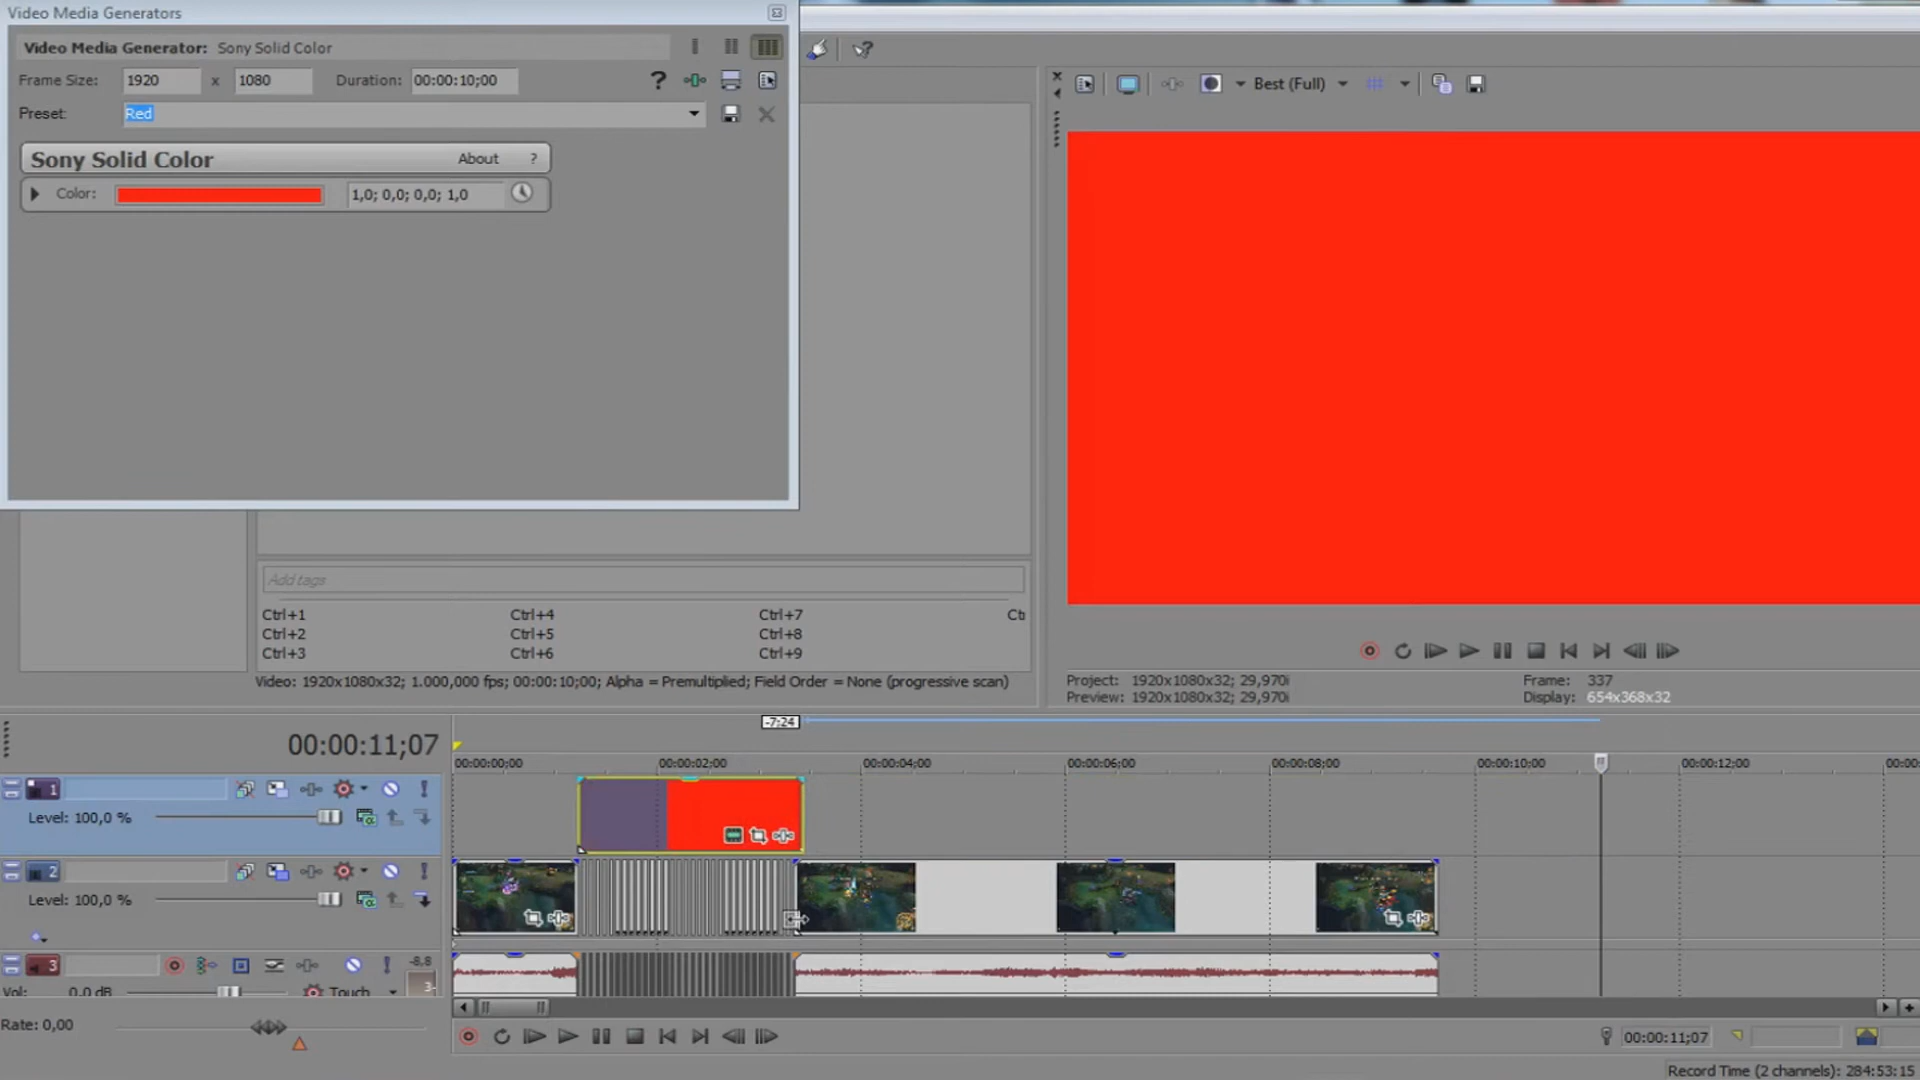 Video Media Generators
Video Media Generator: Sony Solid Color
Frame Size: 1920 x 1080 Duration: 00:00:10;00
Preset: Red
Sony Solid Color About ?
Color: 1,0; 0,0; 0,0; 1,0
Best (Full)
Add tags
Ctrl+1 Ctrl+4 Ctrl+7
Ctrl+2 Ctrl+5 Ctrl+8
Ctrl+3 Ctrl+6 Ctrl+9
Video: 1920x1080x32; 1.000,000 fps; 00:00:10;00; Alpha = Premultiplied; Field Order = None (progressive scan)
Project: 1920x1080x32; 29,970i Frame: 337
Preview: 1920x1080x32; 29,970i Display: 654x368x32
-7:24
00:00:11;07
00:00:00;00 00:00:02;00 00:00:04;00 00:00:06;00 00:00:08;00 00:00:10;00 00:00:12;00
1
Level: 100,0 %
2
Level: 100,0 %
3 -8,8
Vol: 0,0 dB Touch 3-
Rate: 0,00
00:00:11;07
Record Time (2 channels): 284:53:15